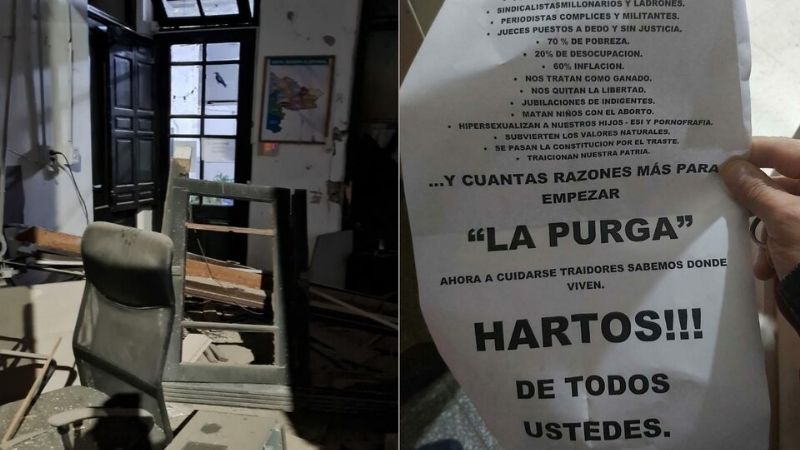 SINDICALISTASMILLONARIOS Y LADRONES.
• PERIODISTAS COMPLICES Y MILITANTES.
• JUECES PUESTOS A DEDO Y SIN JUSTICIA.
• 70 % DE POBREZA.
• 20% DE DESOCUPACION.
• 60% INFLACION.
• NOS TRATAN COMO GANADO.
• NOS QUITAN LA LIBERTAD.
• JUBILACIONES DE INDIGENTES.
• MATAN NIÑOS CON EL ABORTO.
• HIPERSEXUALIZAN A NUESTROS HIJOS - ESI Y PORNOFRAFIA.
• SUBVIERTEN LOS VALORES NATURALES.
• SE PASAN LA CONSTITUCION POR EL TRASTE.
• TRAICIONAN NUESTRA PATRIA.
...Y CUANTAS RAZONES MÁS PARA
EMPEZAR
“LA PURGA”
AHORA A CUIDARSE TRAIDORES SABEMOS DONDE
VIVEN.
HARTOS!!!
DE TODOS
USTEDES.